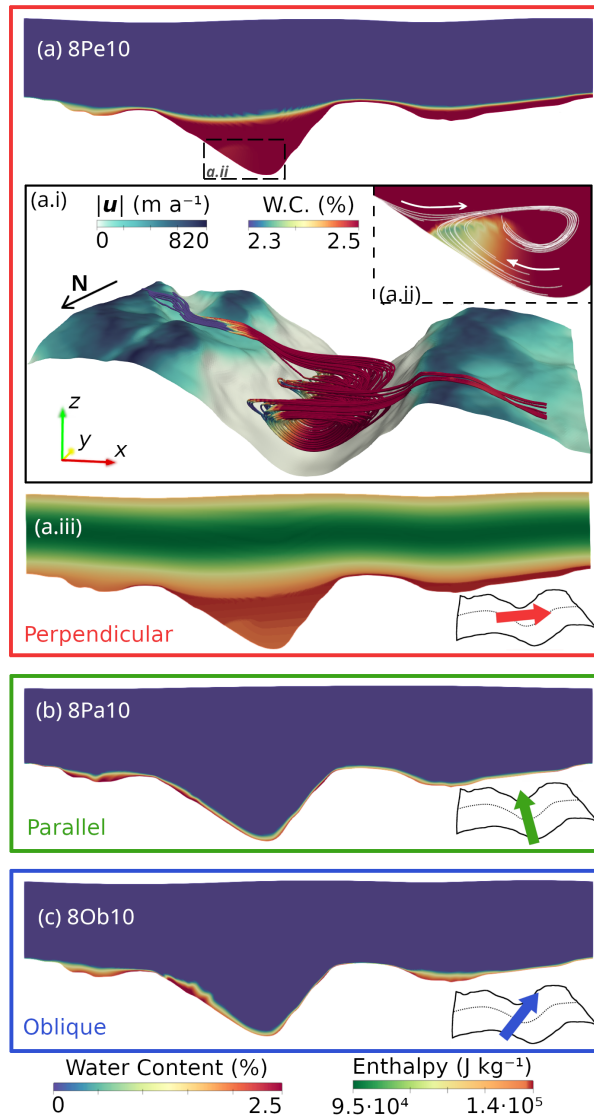 (a) 8Pe10
a.ii
(a.i)
|u| (m a⁻¹)
0 820
W.C. (%)
2.3 2.5
(a.ii)
N
z
y
x
(a.iii)
Perpendicular
(b) 8Pa10
Parallel
(c) 8Ob10
Oblique
Water Content (%)
0 2.5
Enthalpy (J kg⁻¹)
9.5·10⁴ 1.4·10⁵